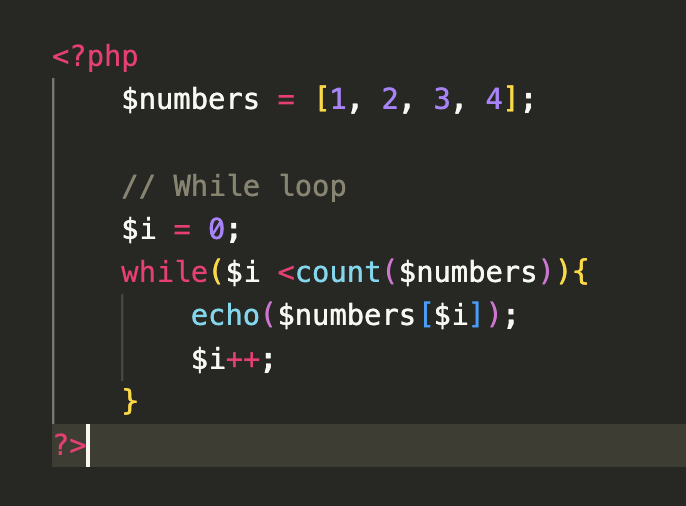 <?php
    $numbers = [1, 2, 3, 4];

    // While loop
    $i = 0;
    while($i <count($numbers)){
        echo($numbers[$i]);
        $i++;
    }
?>